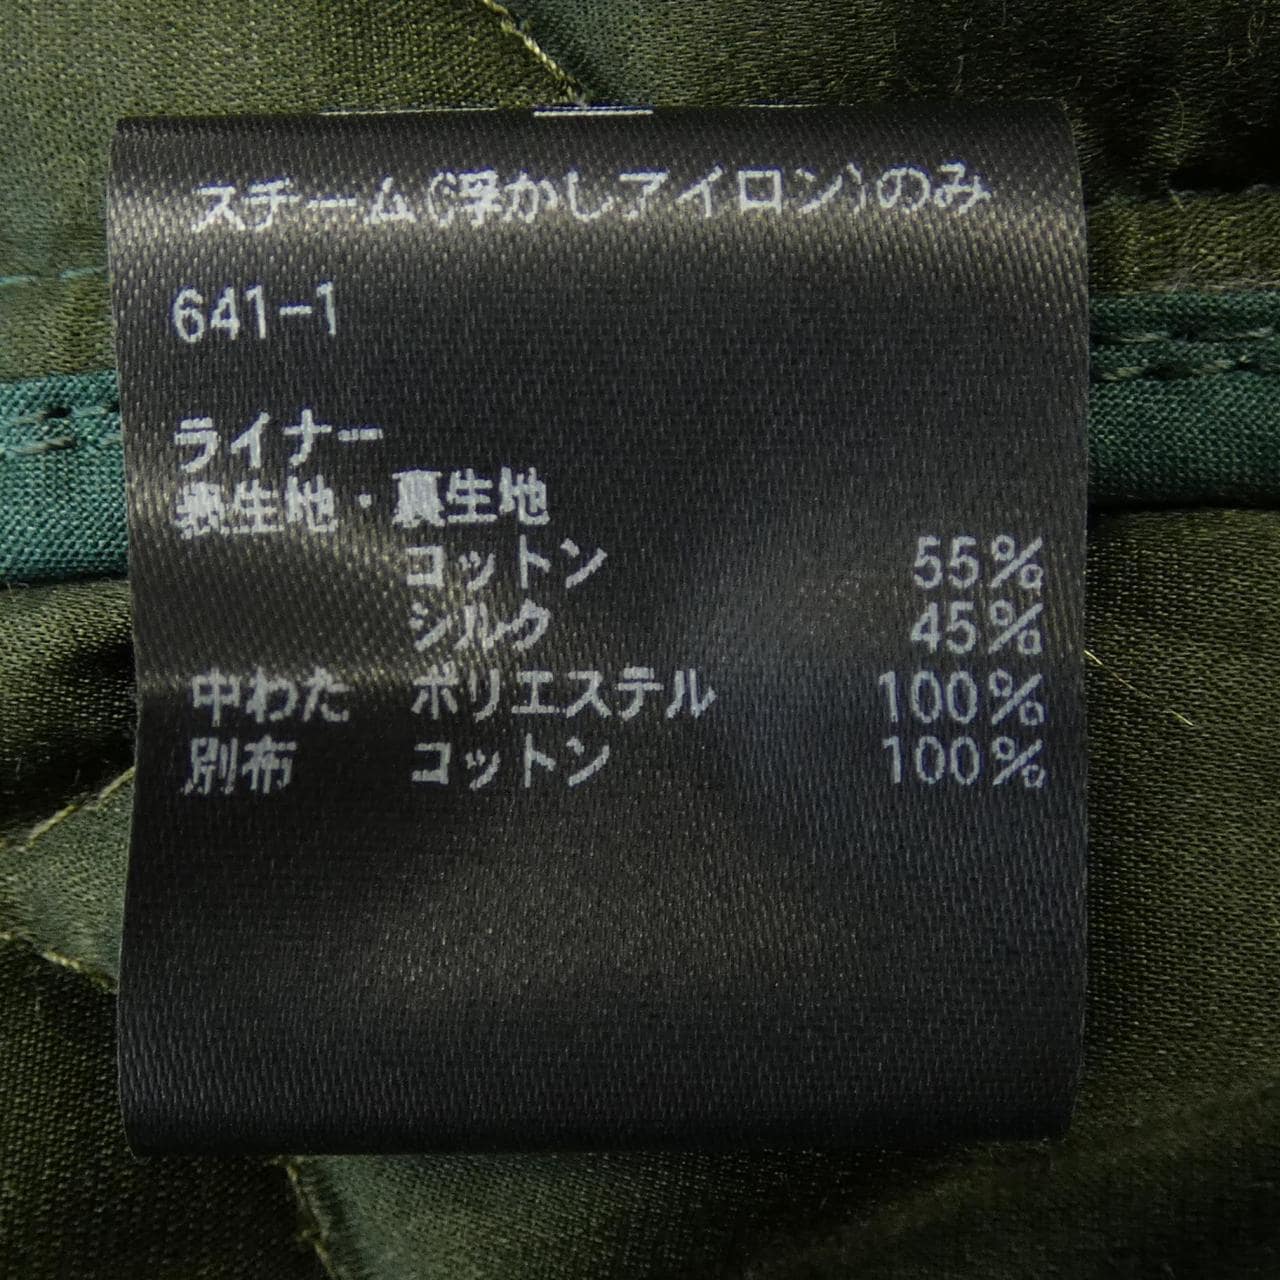 スチーム(浮かしアイロン)のみ
641-1
ライナー
表生地・裏生地
コットン 55%
シルク 45%
中わた ポリエステル 100%
別布 コットン 100%